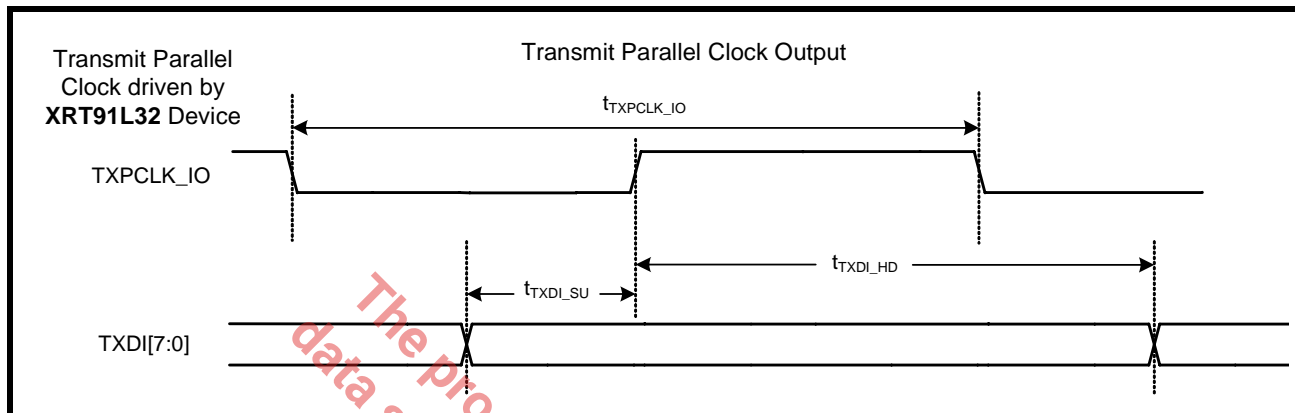 Transmit Parallel
Clock driven by
XRT91L32 Device
Transmit Parallel Clock Output
tTXPCLK_IO
TXPCLK_IO
tTXDI_HD
tTXDI_SU
TXDI[7:0]
The pro
data s